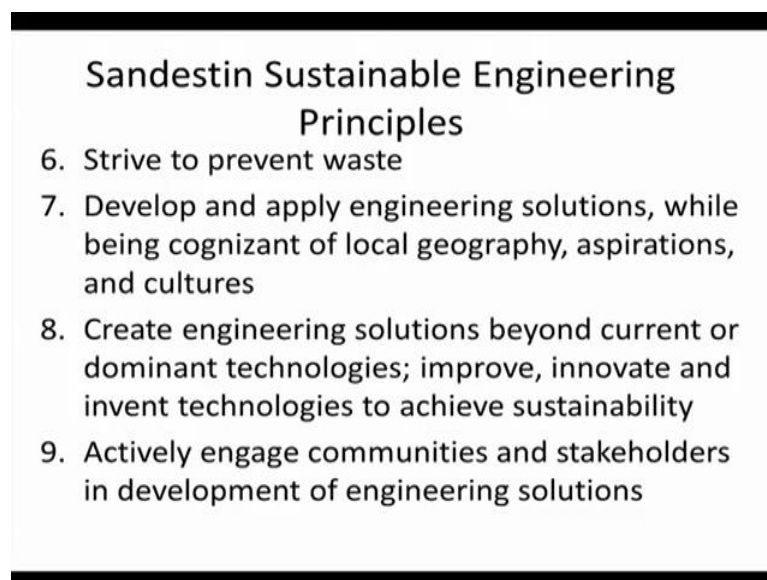 Sandestin Sustainable Engineering
Principles
6. Strive to prevent waste
7. Develop and apply engineering solutions, while
being cognizant of local geography, aspirations,
and cultures
8. Create engineering solutions beyond current or
dominant technologies; improve, innovate and
invent technologies to achieve sustainability
9. Actively engage communities and stakeholders
in development of engineering solutions